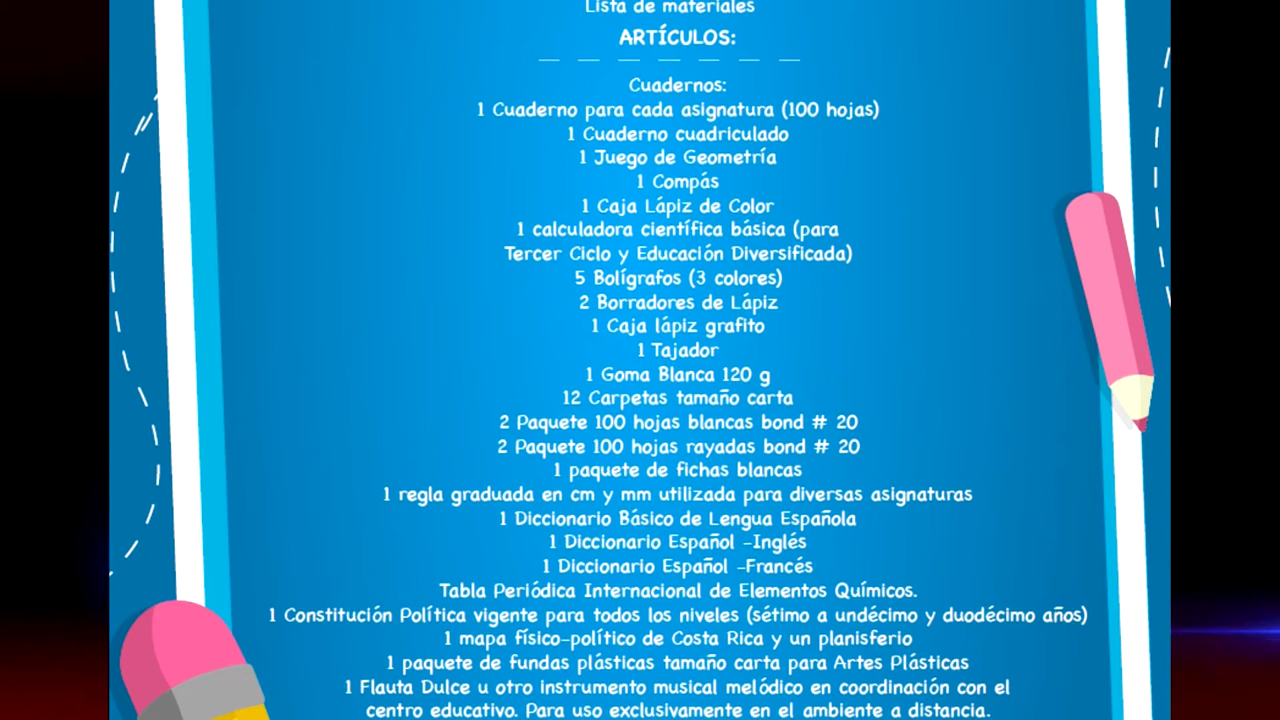 Lista de materiales
ARTÍCULOS:
Cuadernos:
1 Cuaderno para cada asignatura (100 hojas)
1 Cuaderno cuadriculado
1 Juego de Geometría
1 Compás
1 Caja Lápiz de Color
1 calculadora científica básica (para
Tercer Ciclo y Educación Diversificada)
5 Bolígrafos (3 colores)
2 Borradores de Lápiz
1 Caja lápiz grafito
1 Tajador
1 Goma Blanca 120 g
12 Carpetas tamaño carta
2 Paquete 100 hojas blancas bond # 20
2 Paquete 100 hojas rayadas bond # 20
1 paquete de fichas blancas
1 regla graduada en cm y mm utilizada para diversas asignaturas
1 Diccionario Básico de Lengua Española
1 Diccionario Español -Inglés
1 Diccionario Español -Francés
Tabla Periódica Internacional de Elementos Químicos.
1 Constitución Política vigente para todos los niveles (sétimo a undécimo y duodécimo años)
1 mapa físico-político de Costa Rica y un planisferio
1 paquete de fundas plásticas tamaño carta para Artes Plásticas
1 Flauta Dulce u otro instrumento musical melódico en coordinación con el
centro educativo. Para uso exclusivamente en el ambiente a distancia.